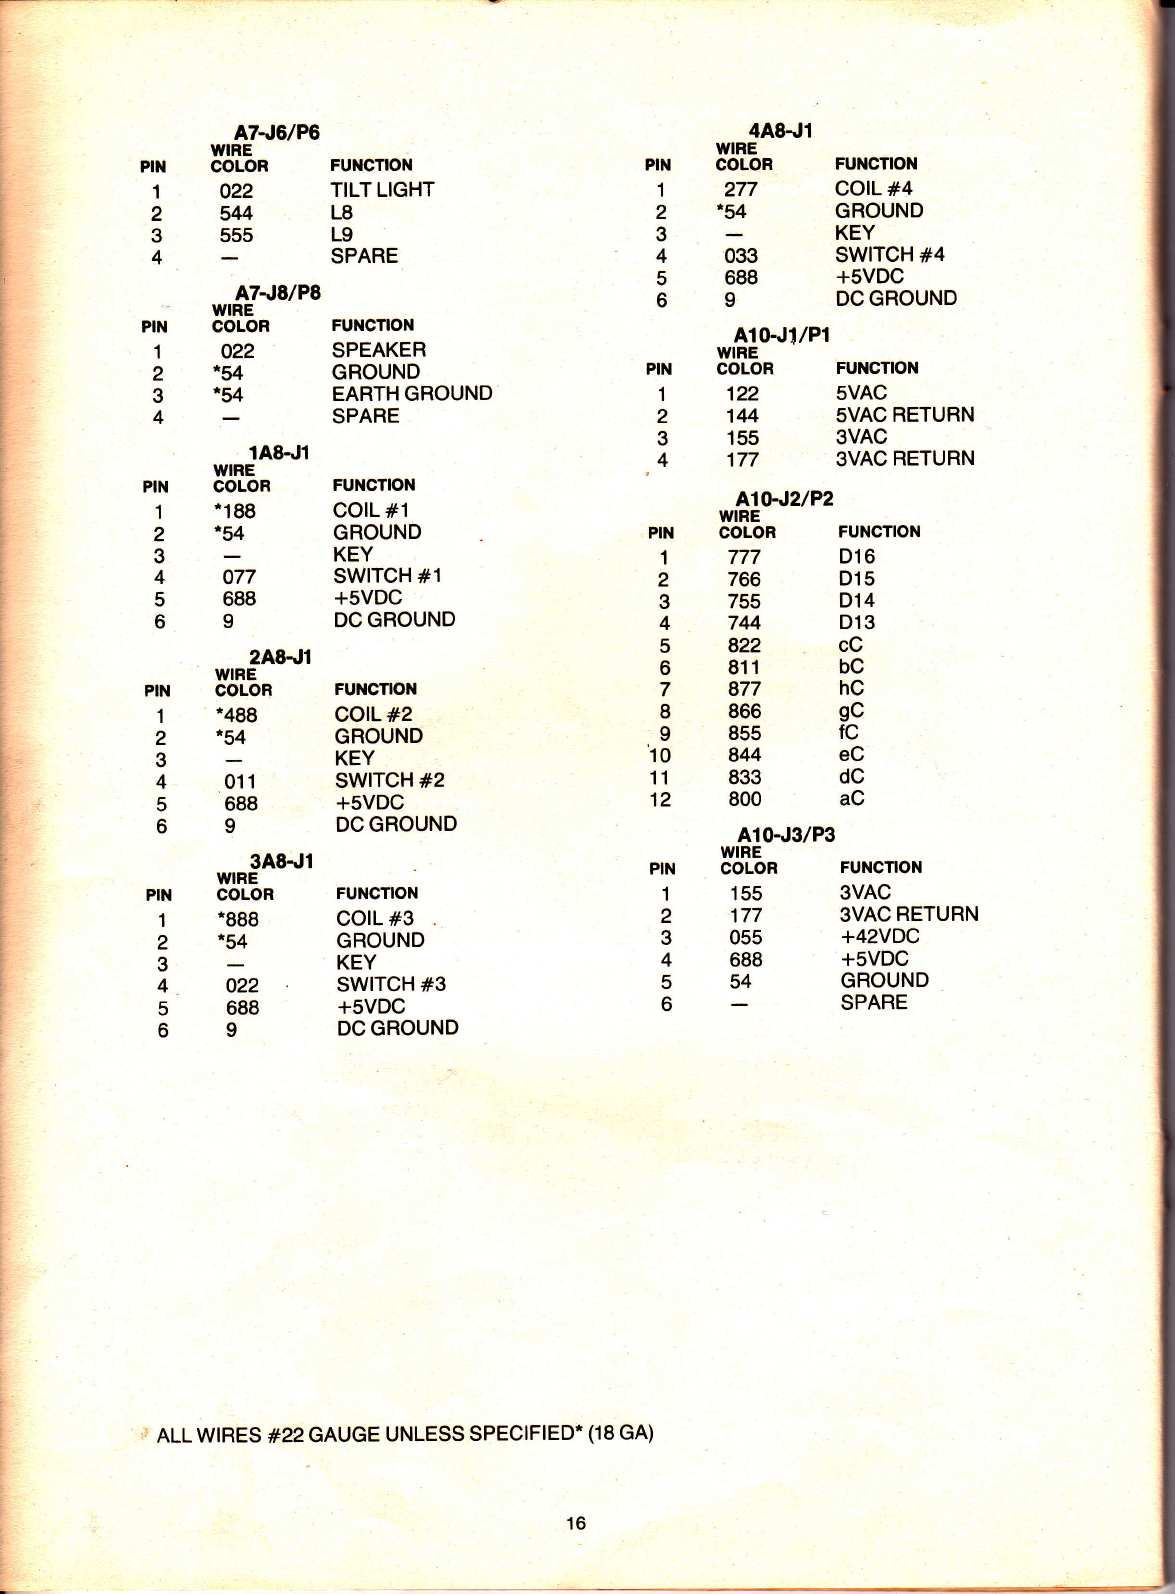 A7-J6/P6
WIRE
PIN COLOR FUNCTION
1 022 TILT LIGHT
2 544 L8
3 555 L9
4 — SPARE
A7-J8/P8
WIRE
PIN COLOR FUNCTION
1 022 SPEAKER
2 *54 GROUND
3 *54 EARTH GROUND
4 — SPARE
1A8-J1
WIRE
PIN COLOR FUNCTION
1 *188 COIL #1
2 *54 GROUND
3 — KEY
4 077 SWITCH #1
5 688 +5VDC
6 9 DC GROUND
2A8-J1
WIRE
PIN COLOR FUNCTION
1 *488 COIL #2
2 *54 GROUND
3 — KEY
4 011 SWITCH #2
5 688 +5VDC
6 9 DC GROUND
3A8-J1
WIRE
PIN COLOR FUNCTION
1 *888 COIL #3
2 *54 GROUND
3 — KEY
4 022 SWITCH #3
5 688 +5VDC
6 9 DC GROUND
4A8-J1
WIRE
PIN COLOR FUNCTION
1 277 COIL #4
2 *54 GROUND
3 — KEY
4 033 SWITCH #4
5 688 +5VDC
6 9 DC GROUND
A10-J1/P1
WIRE
PIN COLOR FUNCTION
1 122 5VAC
2 144 5VAC RETURN
3 155 3VAC
4 177 3VAC RETURN
A10-J2/P2
WIRE
PIN COLOR FUNCTION
1 777 D16
2 766 D15
3 755 D14
4 744 D13
5 822 cC
6 811 bC
7 877 hC
8 866 gC
9 855 fC
10 844 eC
11 833 dC
12 800 aC
A10-J3/P3
WIRE
PIN COLOR FUNCTION
1 155 3VAC
2 177 3VAC RETURN
3 055 +42VDC
4 688 +5VDC
5 54 GROUND
6 — SPARE
ALL WIRES #22 GAUGE UNLESS SPECIFIED* (18 GA)
16